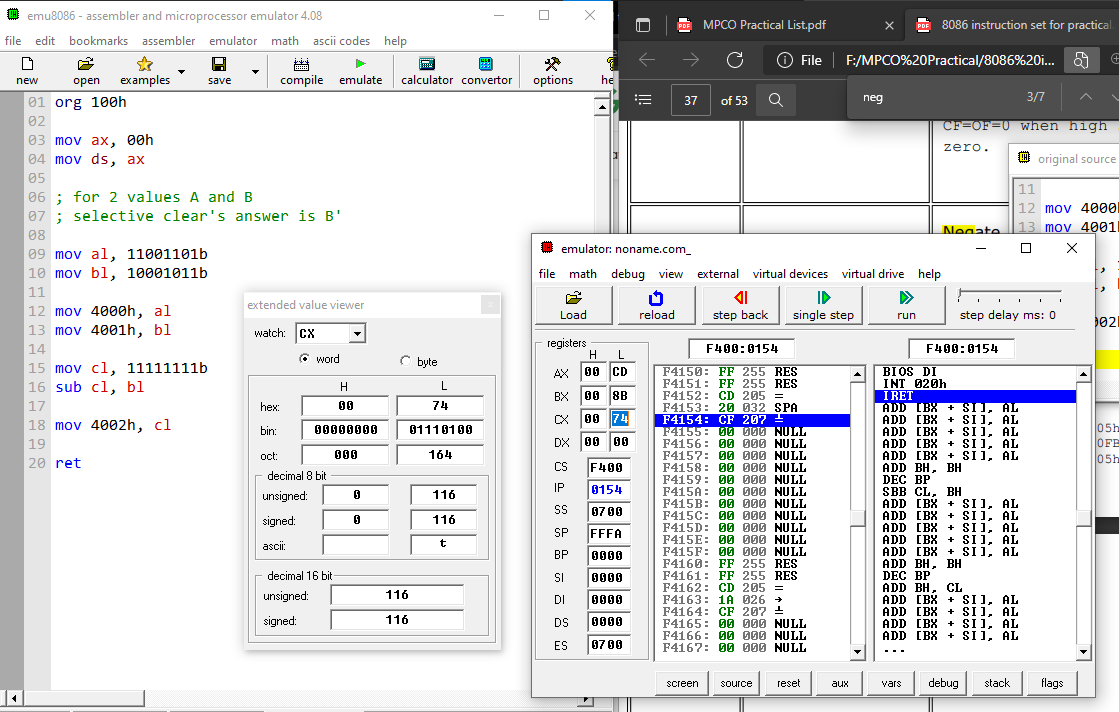 emu8086 - assembler and microprocessor emulator 4.08
file edit bookmarks assembler emulator math ascii codes help
new open examples save compile emulate calculator convertor options he
01 org 100h
02
03 mov ax, 00h
04 mov ds, ax
05
06 ; for 2 values A and B
07 ; selective clear's answer is B'
08
09 mov al, 11001101b
10 mov bl, 10001011b
11
12 mov 4000h, al
13 mov 4001h, bl
14
15 mov cl, 11111111b
16 sub cl, bl
17
18 mov 4002h, cl
19
20 ret
extended value viewer
watch: CX
word byte
H L
hex: 00 74
bin: 00000000 01110100
oct: 000 164
decimal 8 bit
unsigned: 0 116
signed: 0 116
ascii: t
decimal 16 bit
unsigned: 116
signed: 116
MPCO Practical List.pdf
8086 instruction set for practical
File F:/MPCO%20Practical/8086%20i...
37 of 53
neg 3/7
CF=OF=0 when high
zero.
Negate
original source
11
12 mov 4000h
13 mov 4001h
02h
05h
0FB
05h
emulator: noname.com_
file math debug view external virtual devices virtual drive help
Load reload step back single step run step delay ms: 0
registers
H L
AX 00 CD
BX 00 8B
CX 00 74
DX 00 00
CS F400
IP 0154
SS 0700
SP FFFA
BP 0000
SI 0000
DI 0000
DS 0000
ES 0700
F400:0154
F4150: FF 255 RES
F4151: FF 255 RES
F4152: CD 205 =
F4153: 20 032 SPA
F4154: CF 207 ╧
F4155: 00 000 NULL
F4156: 00 000 NULL
F4157: 00 000 NULL
F4158: 00 000 NULL
F4159: 00 000 NULL
F415A: 00 000 NULL
F415B: 00 000 NULL
F415C: 00 000 NULL
F415D: 00 000 NULL
F415E: 00 000 NULL
F415F: 00 000 NULL
F4160: FF 255 RES
F4161: FF 255 RES
F4162: CD 205 =
F4163: 1A 026 →
F4164: CF 207 ╧
F4165: 00 000 NULL
F4166: 00 000 NULL
F4167: 00 000 NULL
F400:0154
BIOS DI
INT 020h
IRET
ADD [BX + SI], AL
ADD [BX + SI], AL
ADD [BX + SI], AL
ADD [BX + SI], AL
ADD [BX + SI], AL
ADD BH, BH
DEC BP
SBB CL, BH
ADD [BX + SI], AL
ADD [BX + SI], AL
ADD [BX + SI], AL
ADD [BX + SI], AL
ADD [BX + SI], AL
ADD BH, BH
DEC BP
ADD BH, CL
ADD [BX + SI], AL
ADD [BX + SI], AL
ADD [BX + SI], AL
ADD [BX + SI], AL
...
screen source reset aux vars debug stack flags